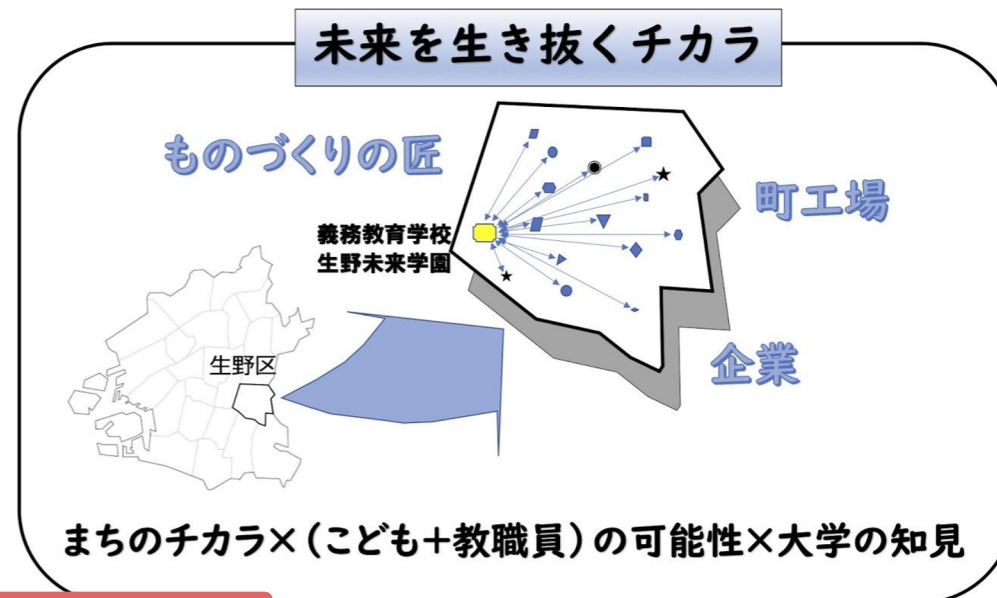 未来を生き抜くチカラ
ものづくりの匠
町工場
義務教育学校
生野未来学園
生野区
企業
まちのチカラ×(こども+教職員)の可能性×大学の知見